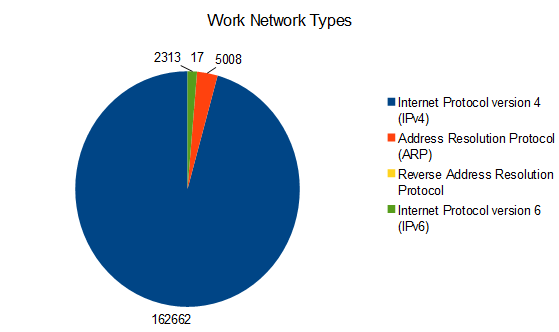 Work Network Types
2313 17 5008
Internet Protocol version 4
(IPv4)
Address Resolution Protocol
(ARP)
Reverse Address Resolution
Protocol
Internet Protocol version 6
(IPv6)
162662